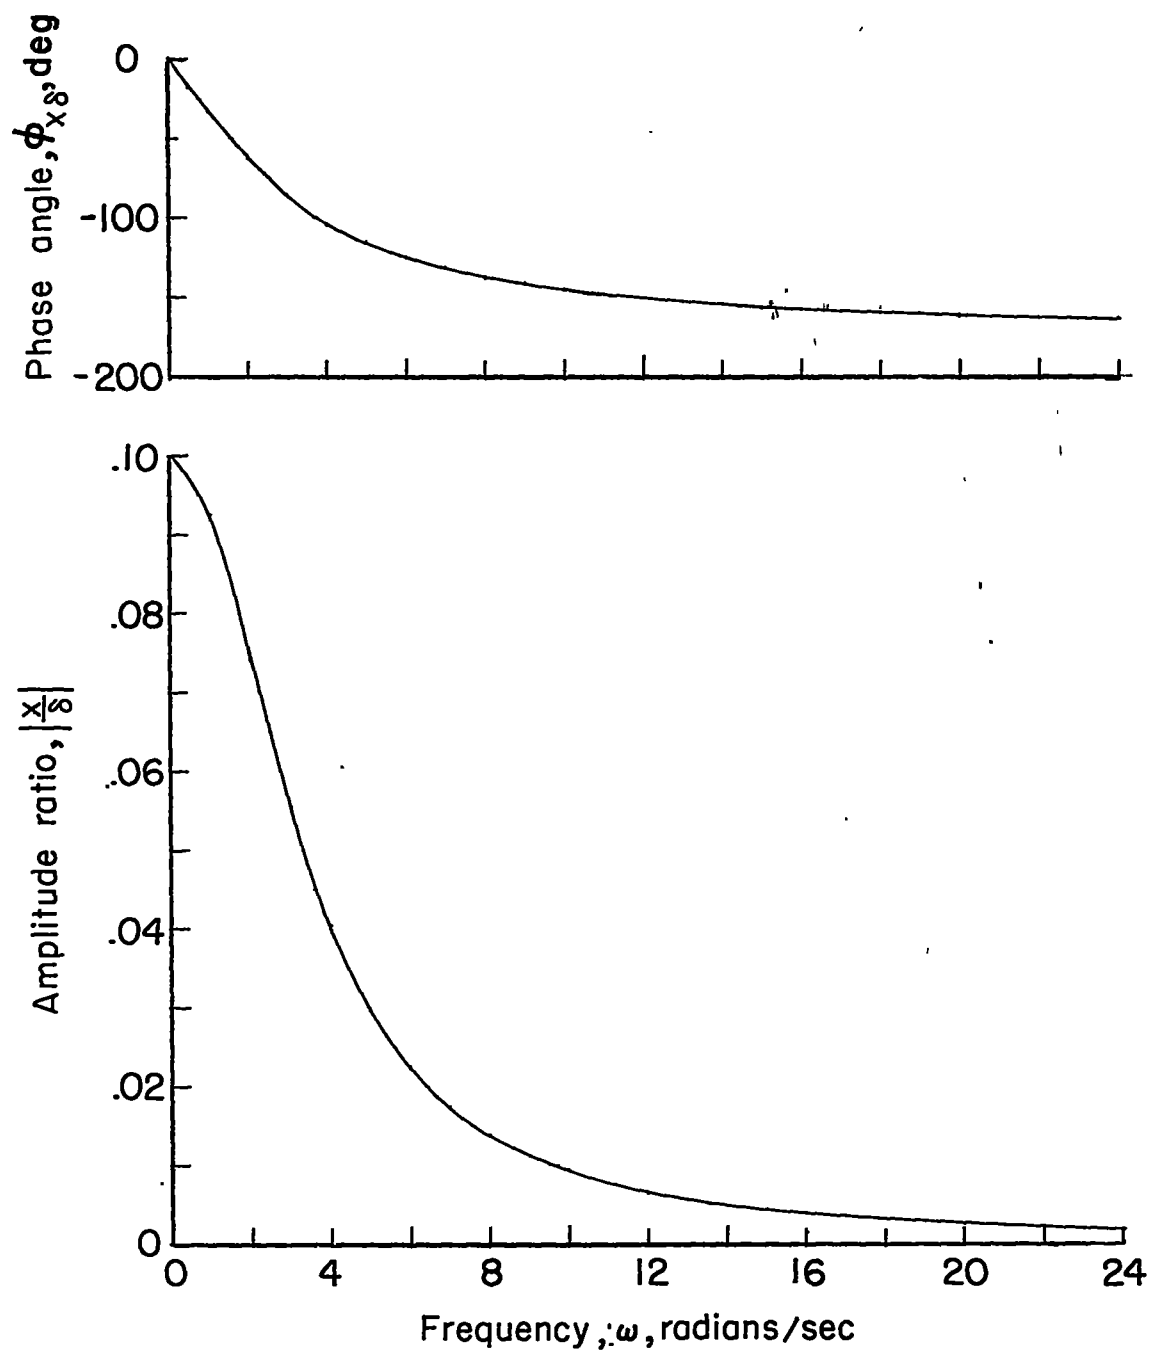 Phase angle, ϕxδ, deg
0
-100
-200
Amplitude ratio, |x/δ|
.10
.08
.06
.04
.02
0
0 4 8 12 16 20 24
Frequency, ω, radians/sec